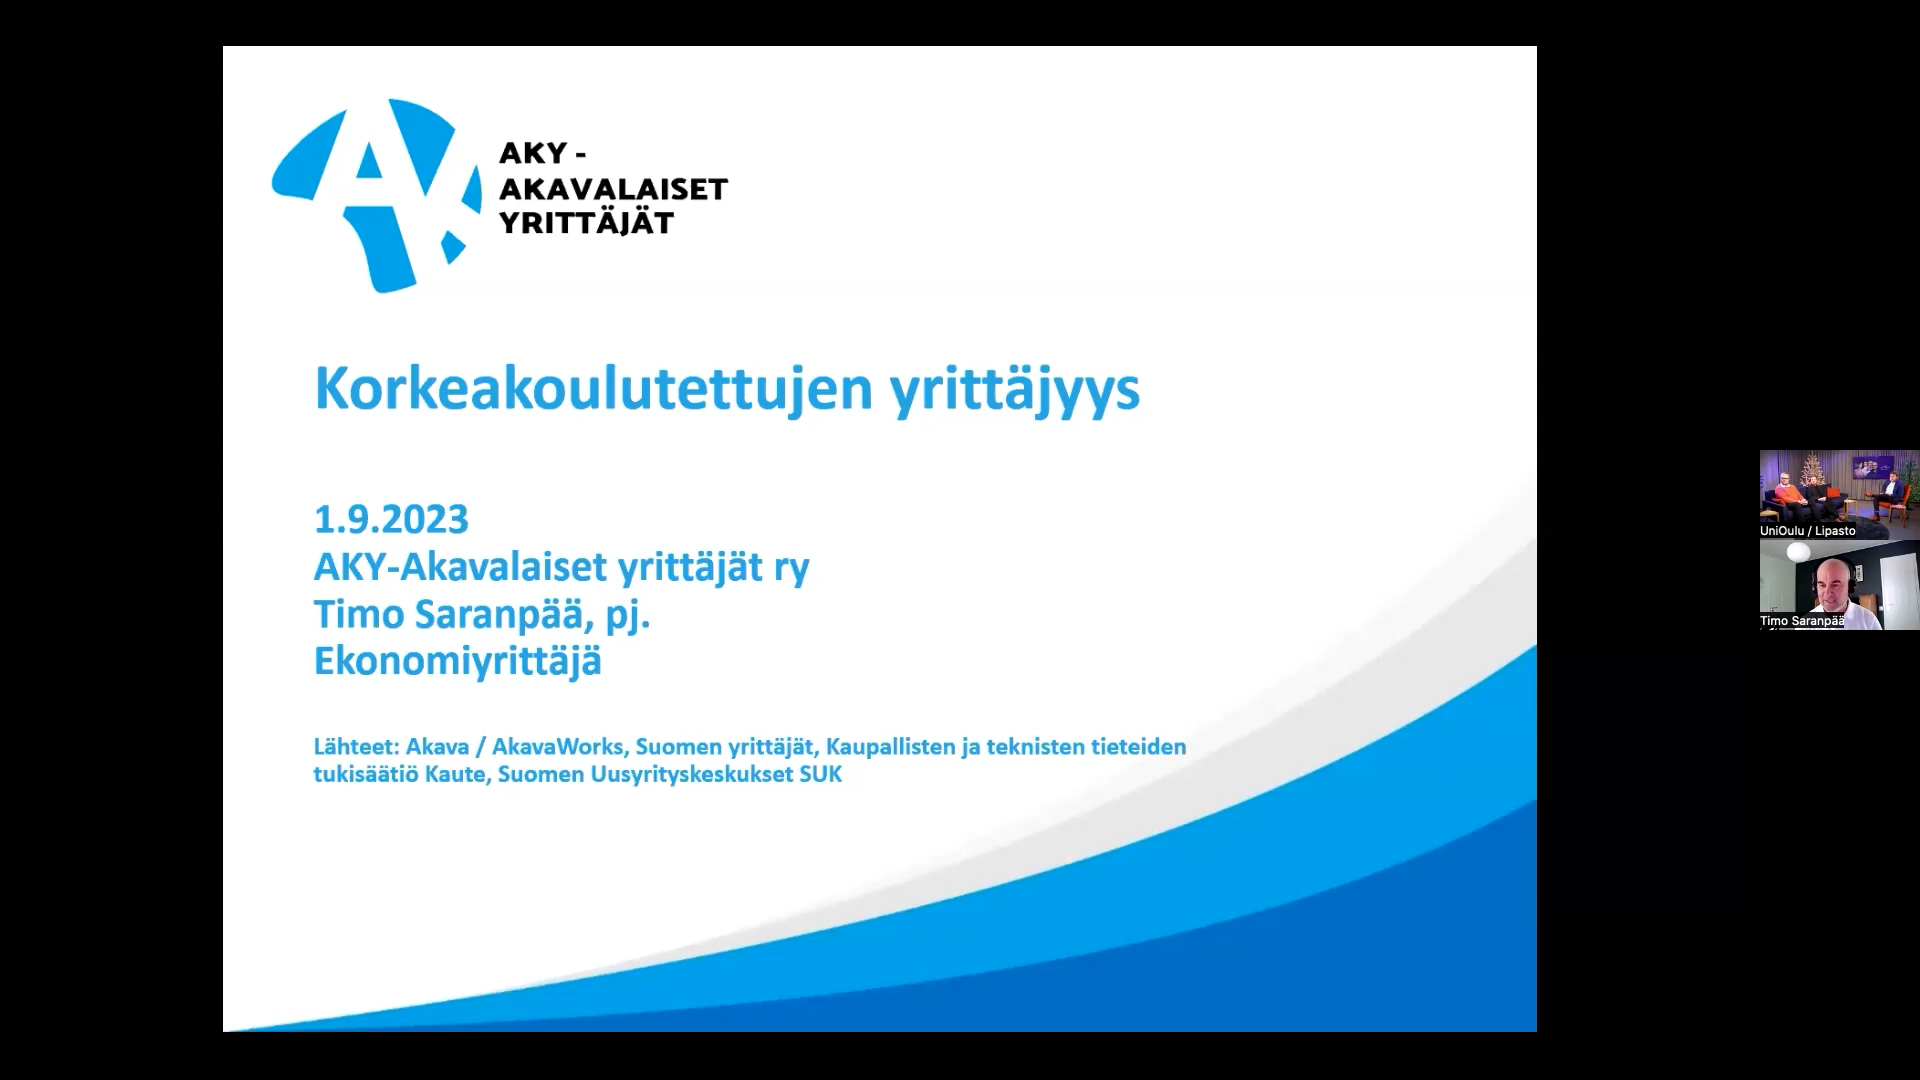 AKY -
AKAVALAISET
YRITTÄJÄT
Korkeakoulutettujen yrittäjyys
1.9.2023
AKY-Akavalaiset yrittäjät ry
Timo Saranpää, pj.
Ekonomiyrittäjä
Lähteet: Akava / AkavaWorks, Suomen yrittäjät, Kaupallisten ja teknisten tieteiden
tukisäätiö Kaute, Suomen Uusyrityskeskukset SUK
UniOulu / Lipasto
Timo Saranpää